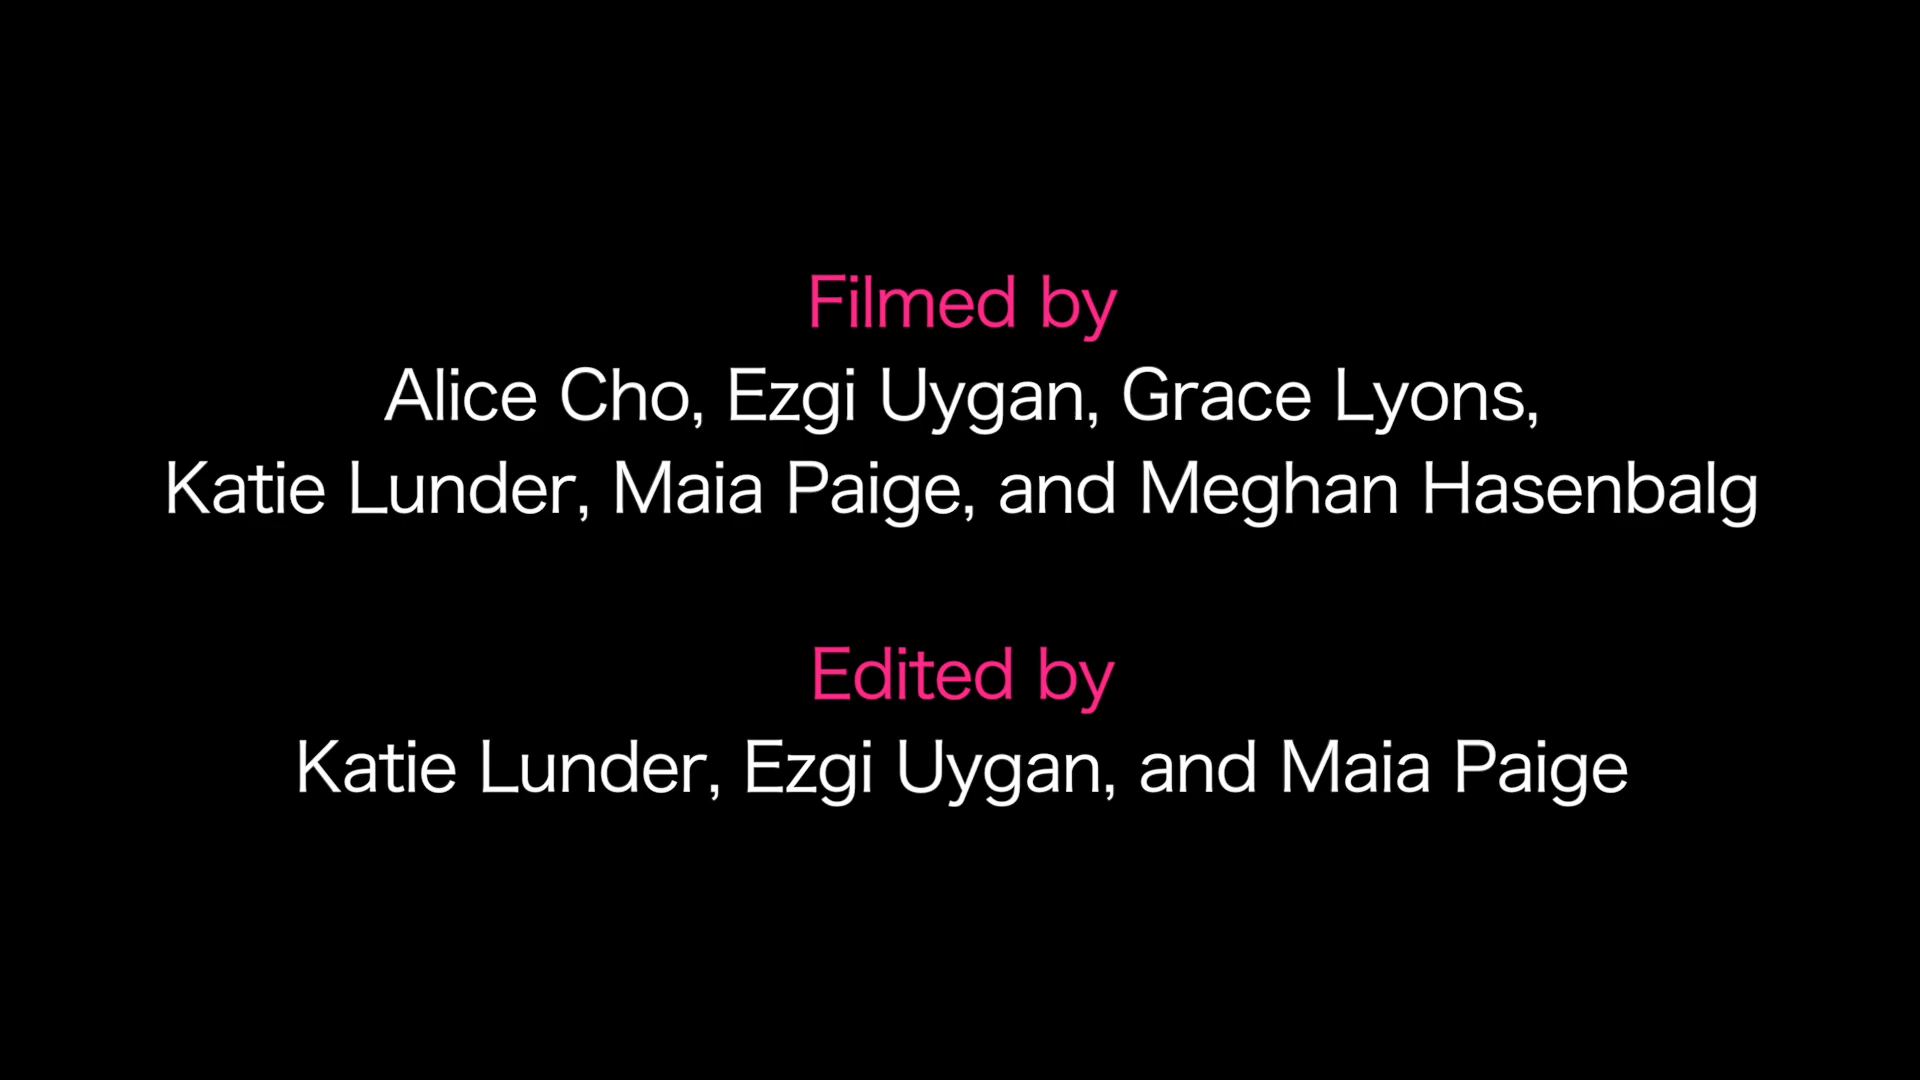 Filmed by
Alice Cho, Ezgi Uygan, Grace Lyons,
Katie Lunder, Maia Paige, and Meghan Hasenbalg
Edited by
Katie Lunder, Ezgi Uygan, and Maia Paige